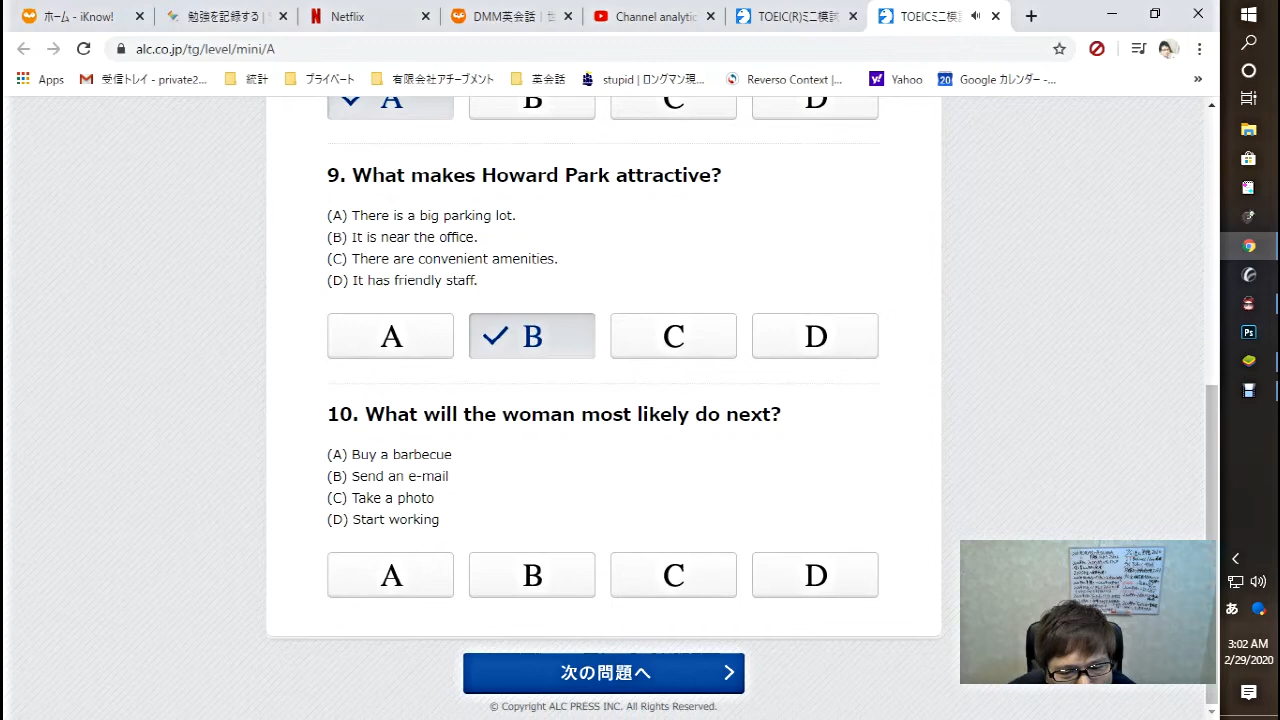 ホーム - iKnow!
勉強を記録する |
Netflix
DMM英会話 |
Channel analytic
TOEIC(R)ミニ模試
TOEICミニ模試
alc.co.jp/tg/level/mini/A
Apps
受信トレイ - private2...
統計
プライベート
有限会社アチーブメント
英会話
stupid | ロングマン現...
Reverso Context |...
Yahoo
20
Google カレンダー -...
»
A B C D
9. What makes Howard Park attractive?
(A) There is a big parking lot.
(B) It is near the office.
(C) There are convenient amenities.
(D) It has friendly staff.
A B C D
10. What will the woman most likely do next?
(A) Buy a barbecue
(B) Send an e-mail
(C) Take a photo
(D) Start working
A B C D
次の問題へ
© Copyright ALC PRESS INC. All Rights Reserved.
Ps
あ
3:02 AM
2/29/2020